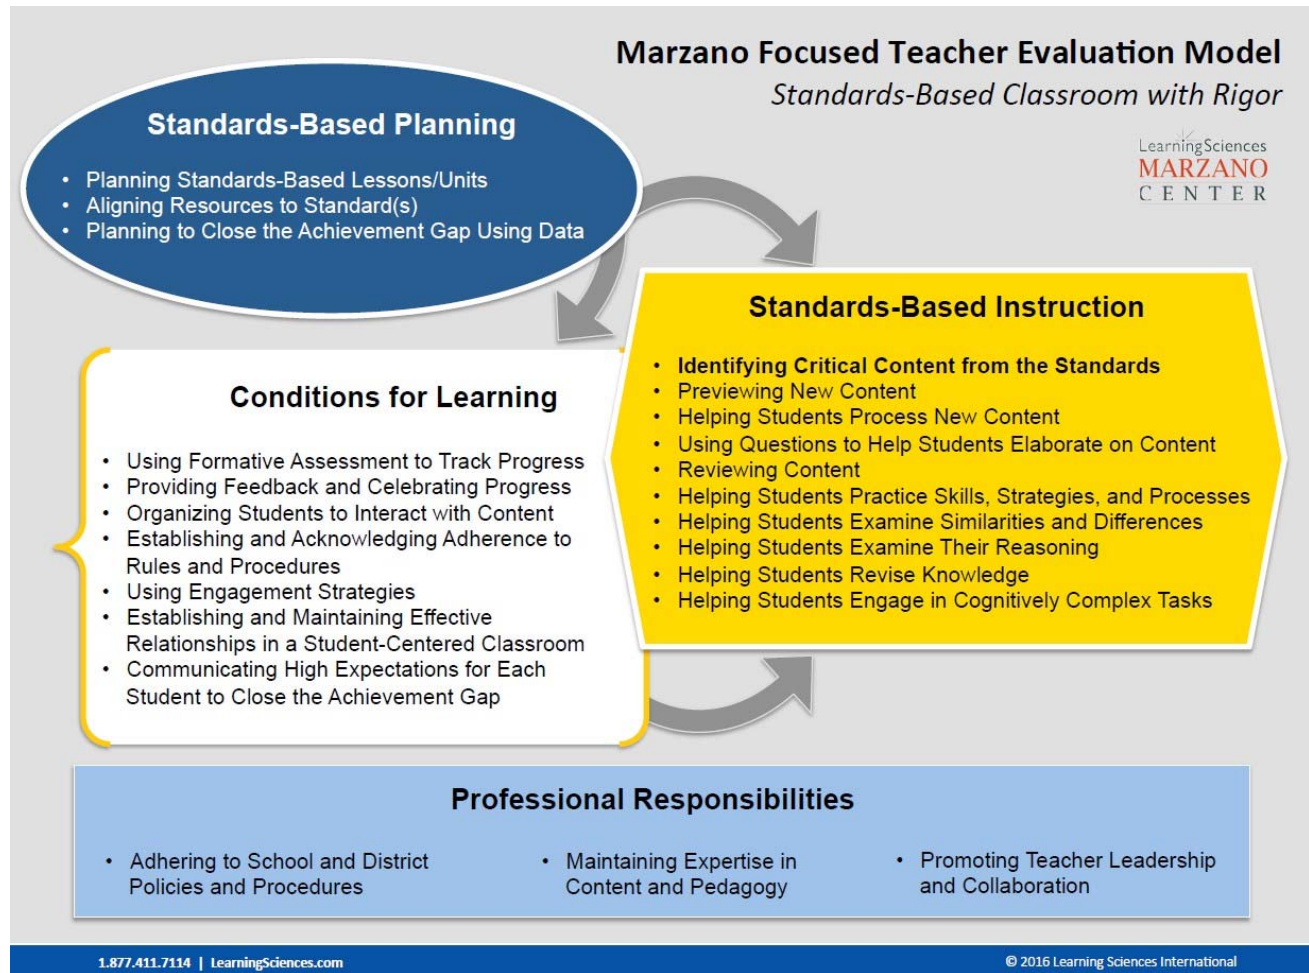 Marzano Focused Teacher Evaluation Model
Standards-Based Classroom with Rigor
LearningSciences
MARZANO
CENTER
Standards-Based Planning
• Planning Standards-Based Lessons/Units
• Aligning Resources to Standard(s)
• Planning to Close the Achievement Gap Using Data
Standards-Based Instruction
• Identifying Critical Content from the Standards
• Previewing New Content
• Helping Students Process New Content
• Using Questions to Help Students Elaborate on Content
• Reviewing Content
• Helping Students Practice Skills, Strategies, and Processes
• Helping Students Examine Similarities and Differences
• Helping Students Examine Their Reasoning
• Helping Students Revise Knowledge
• Helping Students Engage in Cognitively Complex Tasks
Conditions for Learning
• Using Formative Assessment to Track Progress
• Providing Feedback and Celebrating Progress
• Organizing Students to Interact with Content
• Establishing and Acknowledging Adherence to
Rules and Procedures
• Using Engagement Strategies
• Establishing and Maintaining Effective
Relationships in a Student-Centered Classroom
• Communicating High Expectations for Each
Student to Close the Achievement Gap
Professional Responsibilities
• Adhering to School and District
Policies and Procedures
• Maintaining Expertise in
Content and Pedagogy
• Promoting Teacher Leadership
and Collaboration
1.877.411.7114 | LearningSciences.com
© 2016 Learning Sciences International